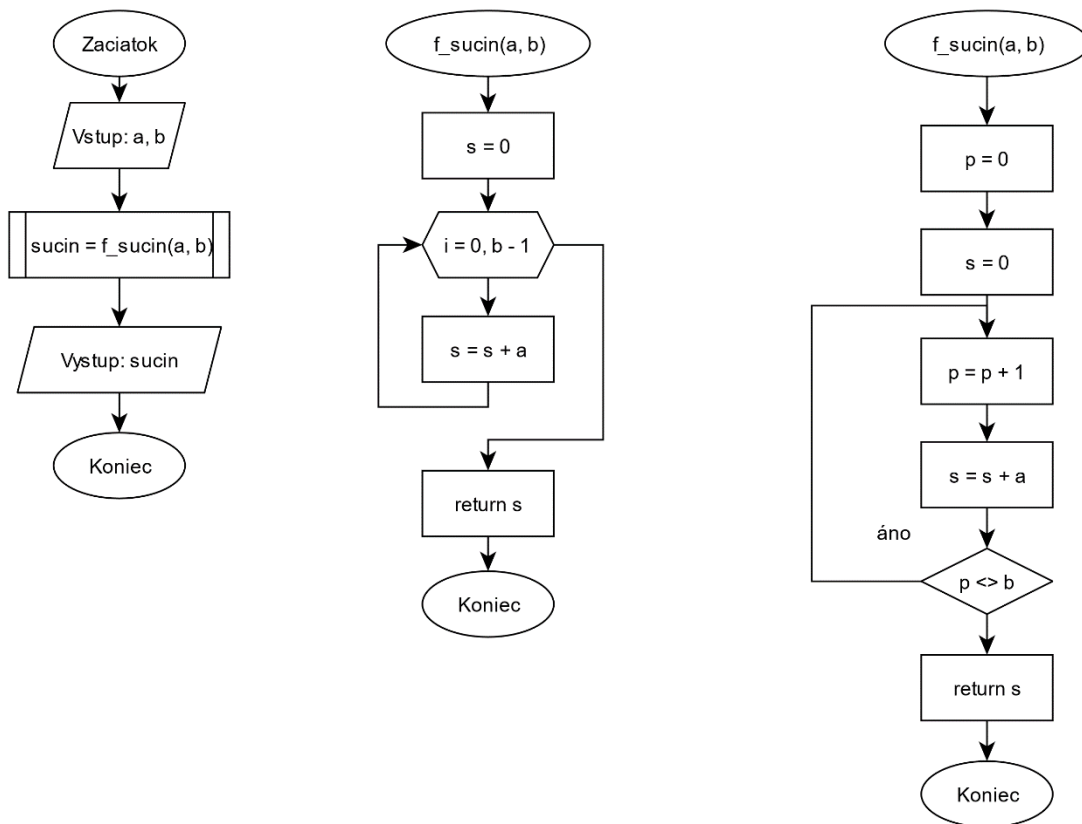 Zaciatok
Vstup: a, b
sucin = f_sucin(a, b)
Vystup: sucin
Koniec
f_sucin(a, b)
s = 0
i = 0, b - 1
s = s + a
return s
Koniec
f_sucin(a, b)
p = 0
s = 0
p = p + 1
s = s + a
áno
p <> b
return s
Koniec